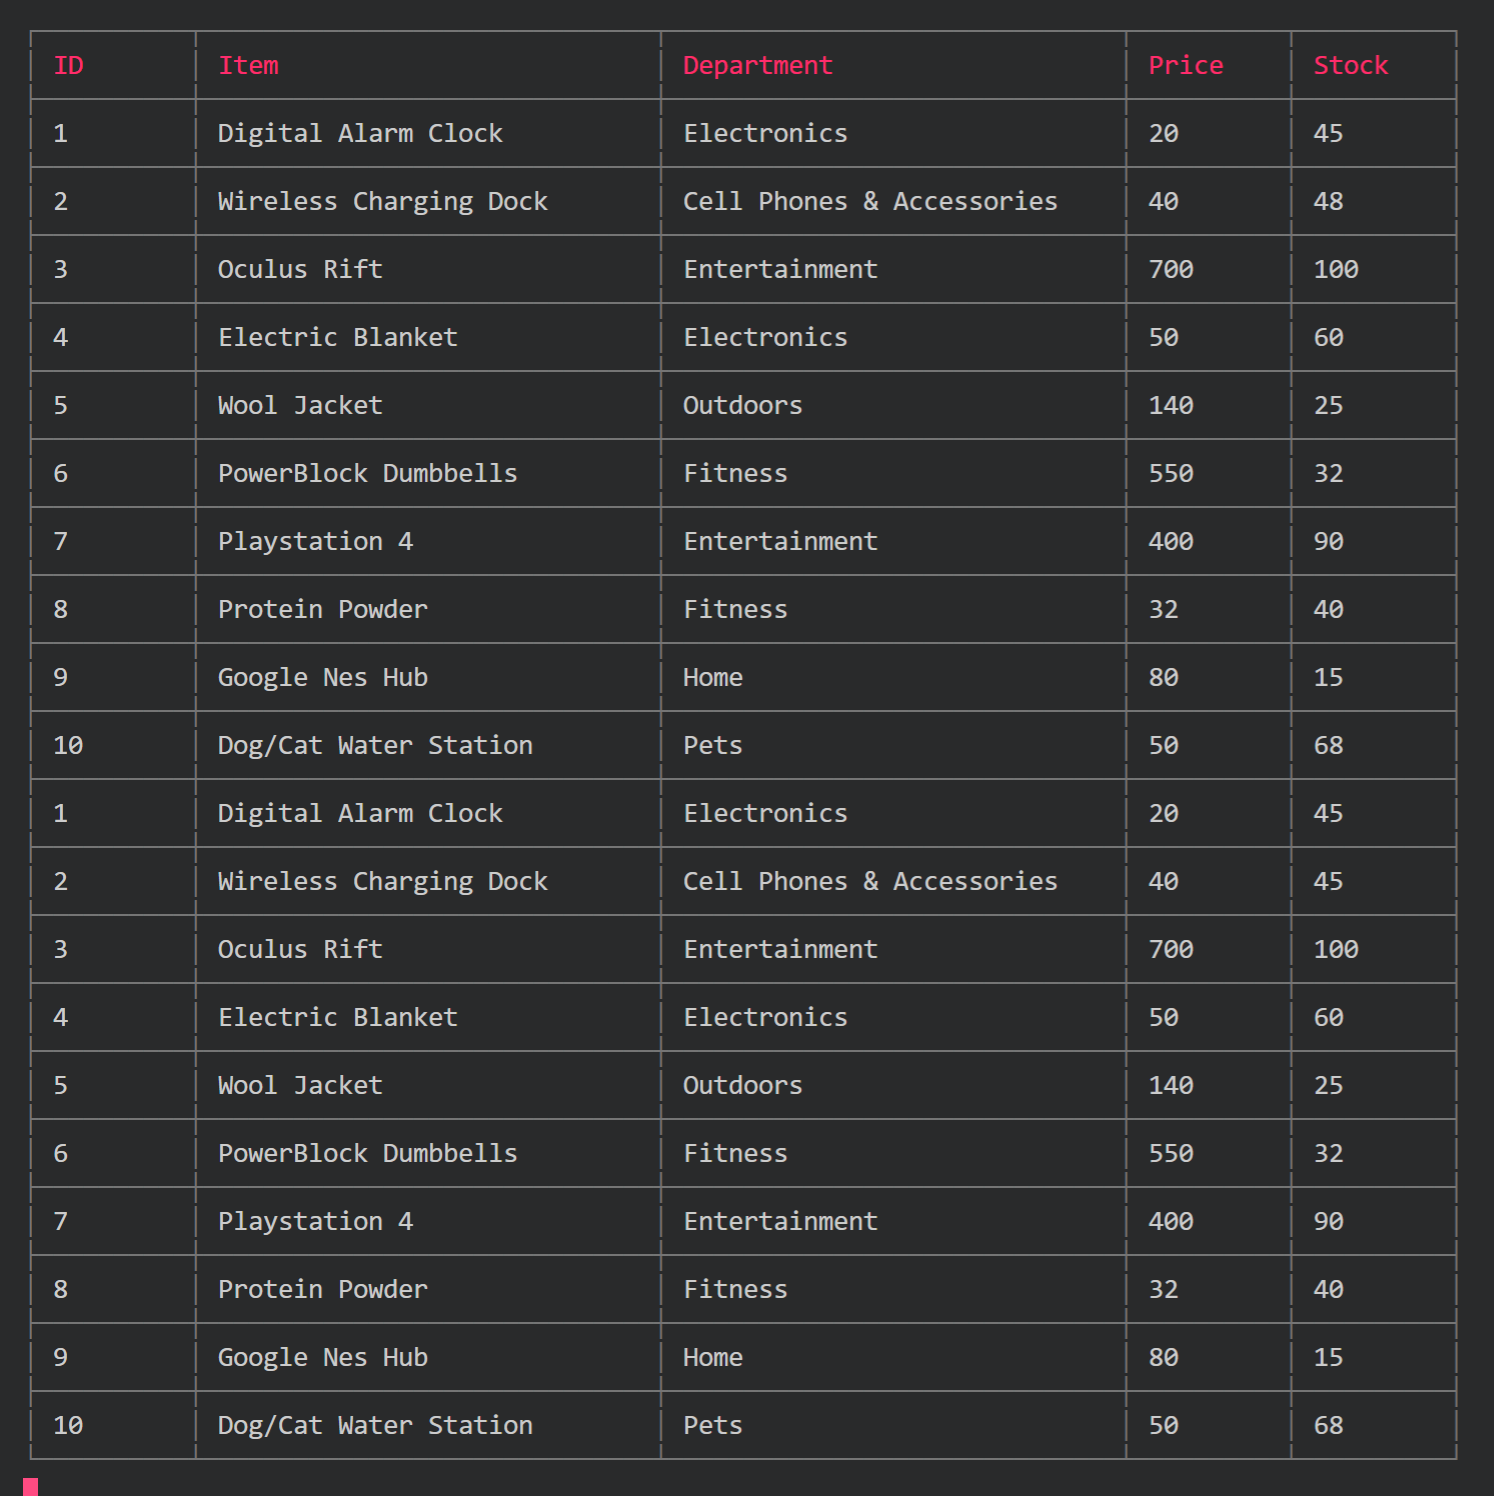 ID Item Department Price Stock
1 Digital Alarm Clock Electronics 20 45
2 Wireless Charging Dock Cell Phones & Accessories 40 48
3 Oculus Rift Entertainment 700 100
4 Electric Blanket Electronics 50 60
5 Wool Jacket Outdoors 140 25
6 PowerBlock Dumbbells Fitness 550 32
7 Playstation 4 Entertainment 400 90
8 Protein Powder Fitness 32 40
9 Google Nes Hub Home 80 15
10 Dog/Cat Water Station Pets 50 68
1 Digital Alarm Clock Electronics 20 45
2 Wireless Charging Dock Cell Phones & Accessories 40 45
3 Oculus Rift Entertainment 700 100
4 Electric Blanket Electronics 50 60
5 Wool Jacket Outdoors 140 25
6 PowerBlock Dumbbells Fitness 550 32
7 Playstation 4 Entertainment 400 90
8 Protein Powder Fitness 32 40
9 Google Nes Hub Home 80 15
10 Dog/Cat Water Station Pets 50 68